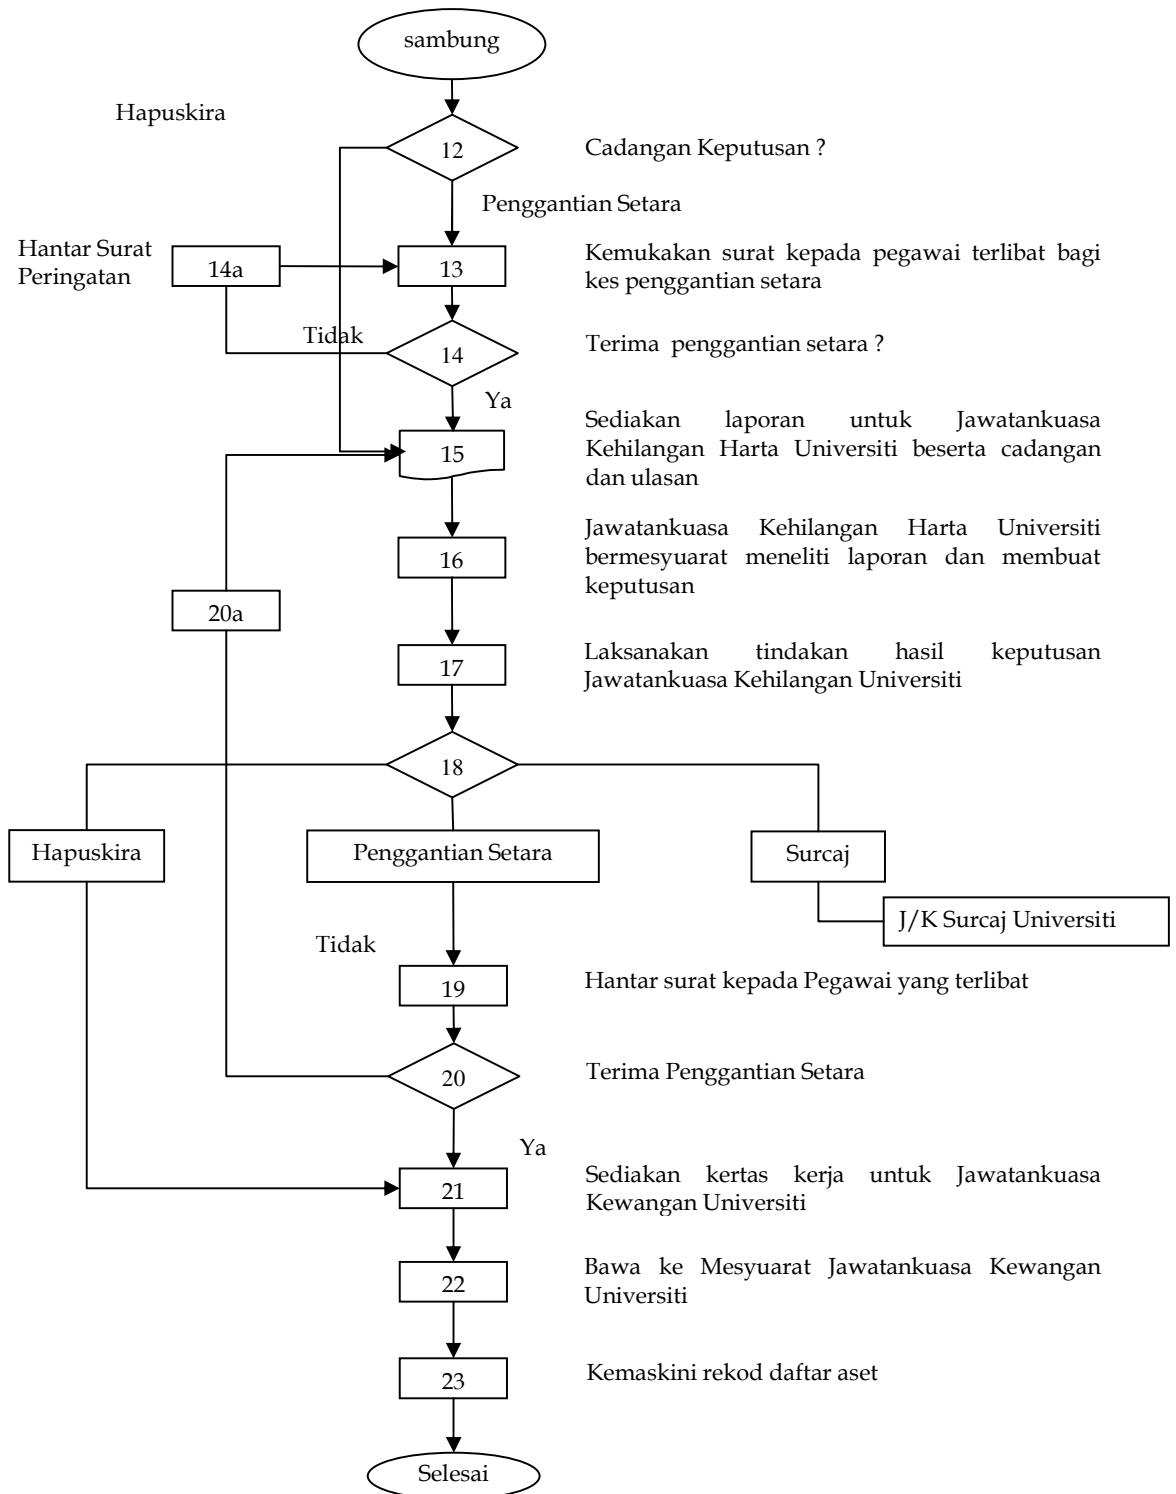 sambung
Hapuskira
12
Cadangan Keputusan ?
Penggantian Setara
Hantar Surat
Peringatan
14a
13
Kemukakan surat kepada pegawai terlibat bagi
kes penggantian setara
Tidak
14
Terima penggantian setara ?
Ya
15
Sediakan laporan untuk Jawatankuasa
Kehilangan Harta Universiti beserta cadangan
dan ulasan
16
Jawatankuasa Kehilangan Harta Universiti
bermesyuarat meneliti laporan dan membuat
keputusan
20a
17
Laksanakan tindakan hasil keputusan
Jawatankuasa Kehilangan Universiti
18
Hapuskira
Penggantian Setara
Surcaj
J/K Surcaj Universiti
Tidak
19
Hantar surat kepada Pegawai yang terlibat
20
Terima Penggantian Setara
Ya
21
Sediakan kertas kerja untuk Jawatankuasa
Kewangan Universiti
22
Bawa ke Mesyuarat Jawatankuasa Kewangan
Universiti
23
Kemaskini rekod daftar aset
Selesai